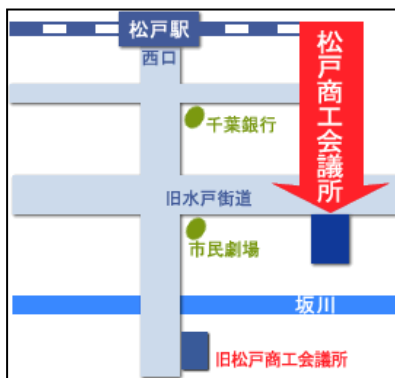 松戸駅
西口
松戸商工会議所
千葉銀行
旧水戸街道
市民劇場
坂川
旧松戸商工会議所